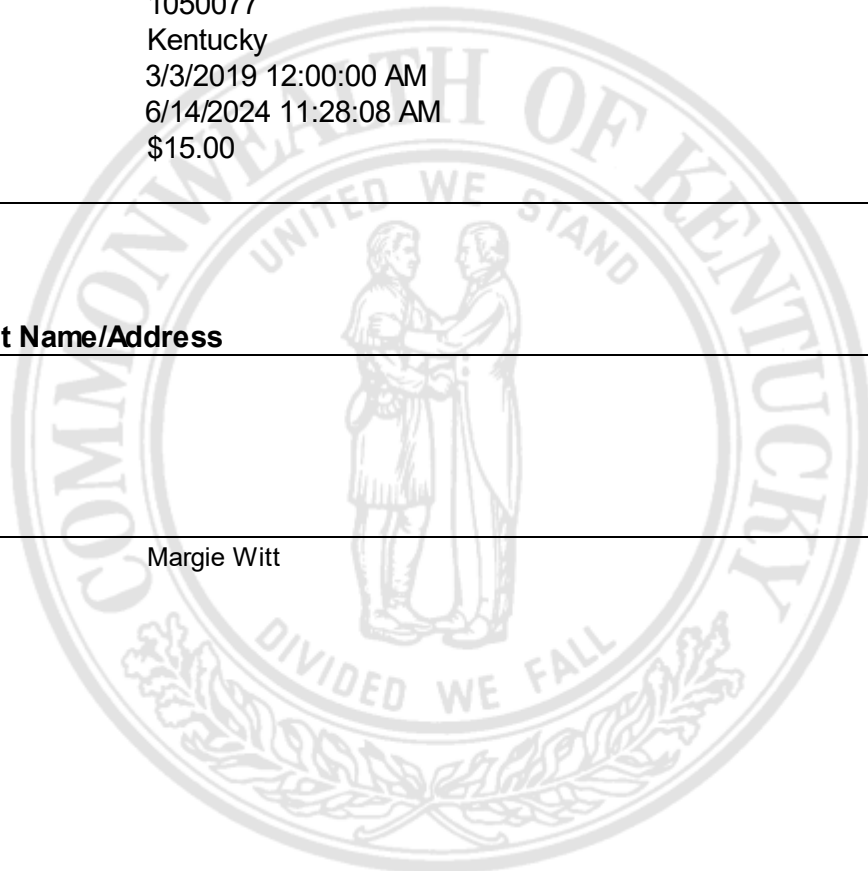 1050077
Kentucky
3/3/2019 12:00:00 AM
6/14/2024 11:28:08 AM
$15.00
t Name/Address
Margie Witt
COMMONWEALTH OF KENTUCKY
UNITED WE STAND
DIVIDED WE FALL